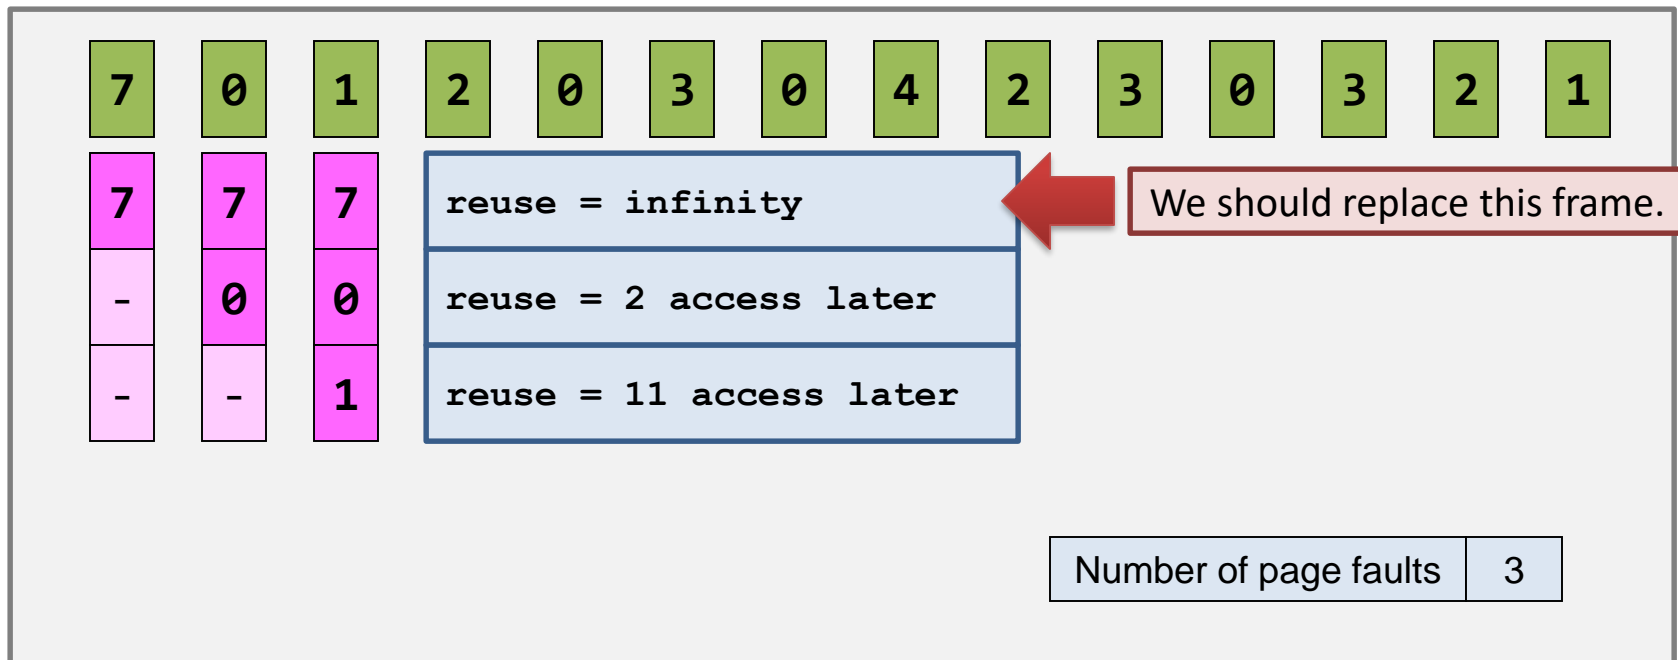 7 0 1 2 0 3 0 4 2 3 0 3 2 1
7 7 7 reuse = infinity We should replace this frame.
- 0 0 reuse = 2 access later
- - 1 reuse = 11 access later
Number of page faults 3